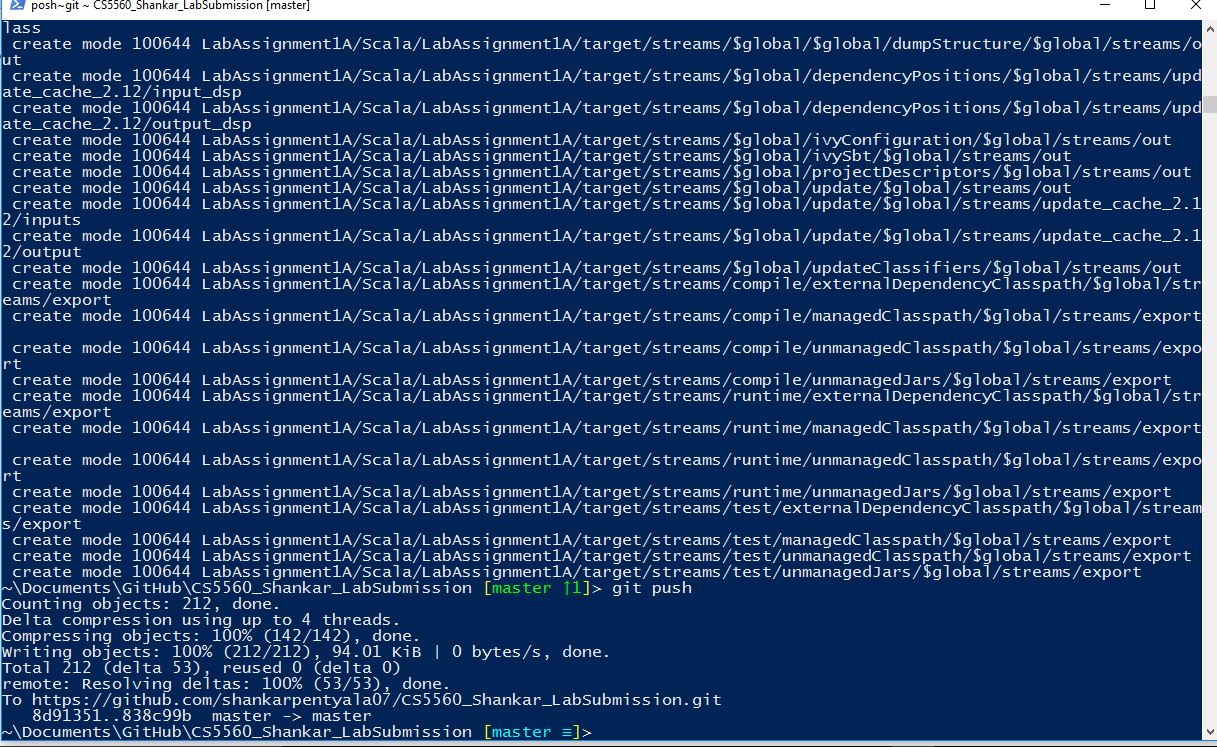 posh~git ~ CS5560_Shankar_LabSubmission [master]
lass
 create mode 100644 LabAssignment1A/Scala/LabAssignment1A/target/streams/$global/$global/dumpStructure/$global/streams/o
ut
 create mode 100644 LabAssignment1A/Scala/LabAssignment1A/target/streams/$global/dependencyPositions/$global/streams/upd
ate_cache_2.12/input_dsp
 create mode 100644 LabAssignment1A/Scala/LabAssignment1A/target/streams/$global/dependencyPositions/$global/streams/upd
ate_cache_2.12/output_dsp
 create mode 100644 LabAssignment1A/Scala/LabAssignment1A/target/streams/$global/ivyConfiguration/$global/streams/out
 create mode 100644 LabAssignment1A/Scala/LabAssignment1A/target/streams/$global/ivySbt/$global/streams/out
 create mode 100644 LabAssignment1A/Scala/LabAssignment1A/target/streams/$global/projectDescriptors/$global/streams/out
 create mode 100644 LabAssignment1A/Scala/LabAssignment1A/target/streams/$global/update/$global/streams/out
 create mode 100644 LabAssignment1A/Scala/LabAssignment1A/target/streams/$global/update/$global/streams/update_cache_2.1
2/inputs
 create mode 100644 LabAssignment1A/Scala/LabAssignment1A/target/streams/$global/update/$global/streams/update_cache_2.1
2/output
 create mode 100644 LabAssignment1A/Scala/LabAssignment1A/target/streams/$global/updateClassifiers/$global/streams/out
 create mode 100644 LabAssignment1A/Scala/LabAssignment1A/target/streams/compile/externalDependencyClasspath/$global/str
eams/export
 create mode 100644 LabAssignment1A/Scala/LabAssignment1A/target/streams/compile/managedClasspath/$global/streams/export
 create mode 100644 LabAssignment1A/Scala/LabAssignment1A/target/streams/compile/unmanagedClasspath/$global/streams/expo
rt
 create mode 100644 LabAssignment1A/Scala/LabAssignment1A/target/streams/compile/unmanagedJars/$global/streams/export
 create mode 100644 LabAssignment1A/Scala/LabAssignment1A/target/streams/runtime/externalDependencyClasspath/$global/str
eams/export
 create mode 100644 LabAssignment1A/Scala/LabAssignment1A/target/streams/runtime/managedClasspath/$global/streams/export
 create mode 100644 LabAssignment1A/Scala/LabAssignment1A/target/streams/runtime/unmanagedClasspath/$global/streams/expo
rt
 create mode 100644 LabAssignment1A/Scala/LabAssignment1A/target/streams/runtime/unmanagedJars/$global/streams/export
 create mode 100644 LabAssignment1A/Scala/LabAssignment1A/target/streams/test/externalDependencyClasspath/$global/stream
s/export
 create mode 100644 LabAssignment1A/Scala/LabAssignment1A/target/streams/test/managedClasspath/$global/streams/export
 create mode 100644 LabAssignment1A/Scala/LabAssignment1A/target/streams/test/unmanagedClasspath/$global/streams/export
 create mode 100644 LabAssignment1A/Scala/LabAssignment1A/target/streams/test/unmanagedJars/$global/streams/export
~\Documents\GitHub\CS5560_Shankar_LabSubmission [master ↑1]> git push
Counting objects: 212, done.
Delta compression using up to 4 threads.
Compressing objects: 100% (142/142), done.
Writing objects: 100% (212/212), 94.01 KiB | 0 bytes/s, done.
Total 212 (delta 53), reused 0 (delta 0)
remote: Resolving deltas: 100% (53/53), done.
To https://github.com/shankarpentyala07/CS5560_Shankar_LabSubmission.git
   8d91351..838c99b  master -> master
~\Documents\GitHub\CS5560_Shankar_LabSubmission [master ≡]>